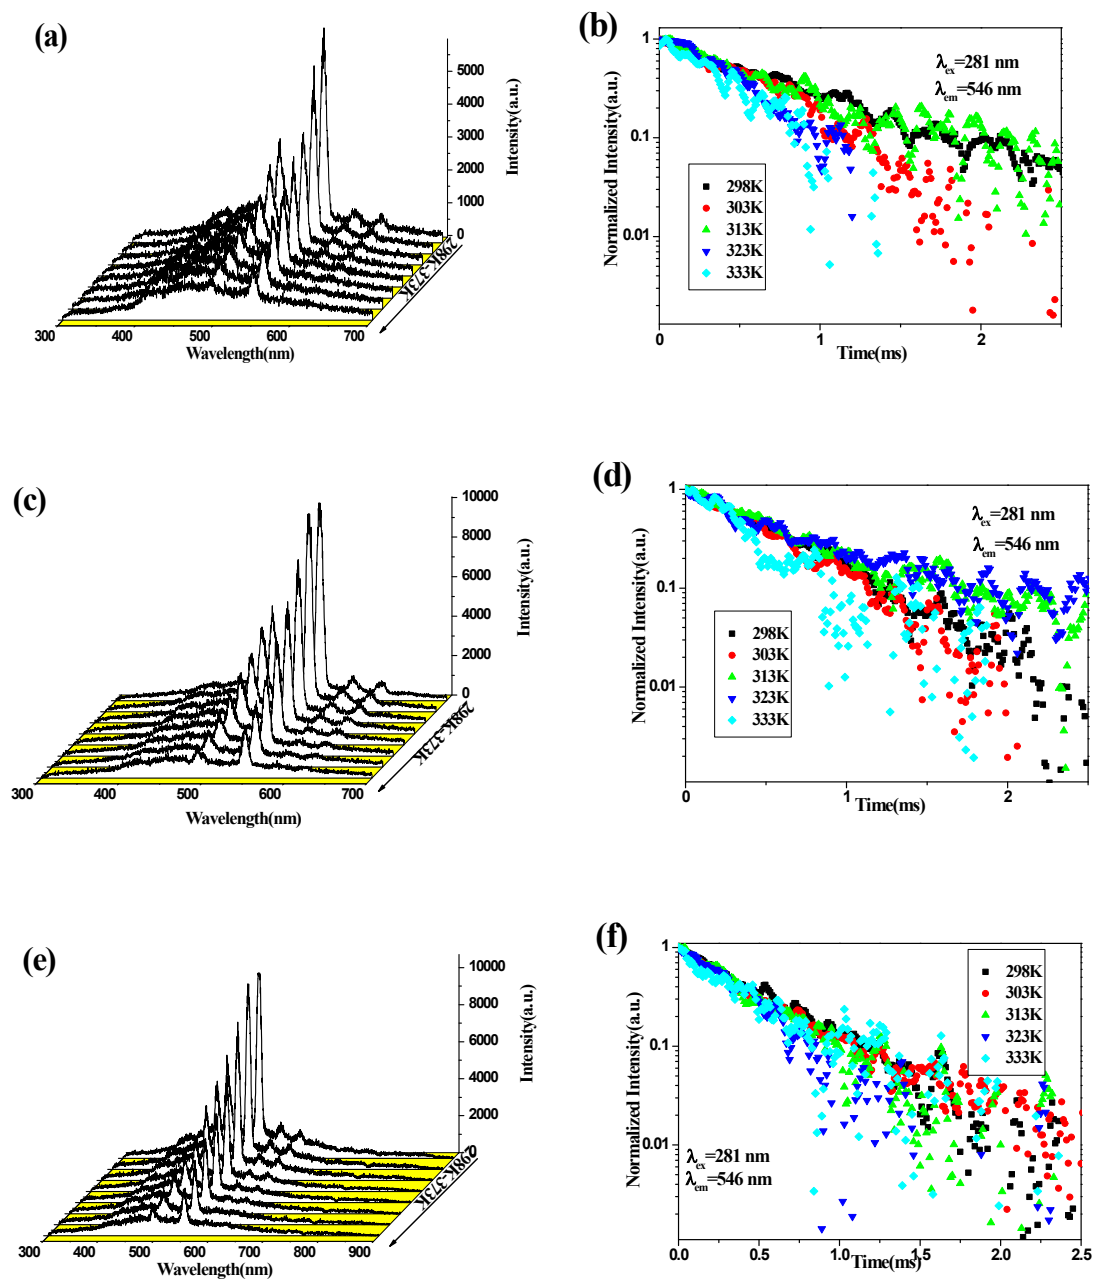 (a)
5000
4000
3000
2000
1000
0
Intensity(a.u.)
298K-373K
300
400
500
600
700
Wavelength(nm)
(b)
1
0.1
0.01
Normalized Intensity(a.u.)
λex=281 nm
λem=546 nm
298K
303K
313K
323K
333K
0
1
2
Time(ms)
(c)
10000
8000
6000
4000
2000
0
Intensity(a.u.)
298K-373K
300
400
500
600
700
Wavelength(nm)
(d)
1
0.1
0.01
Normalized Intensity(a.u.)
λex=281 nm
λem=546 nm
298K
303K
313K
323K
333K
0
1
2
Time(ms)
(e)
10000
8000
6000
4000
2000
0
Intensity(a.u.)
298K-373K
300
400
500
600
700
800
900
Wavelength(nm)
(f)
1
0.1
0.01
Normalized Intensity(a.u.)
298K
303K
313K
323K
333K
λex=281 nm
λem=546 nm
0.0
0.5
1.0
1.5
2.0
2.5
Time(ms)